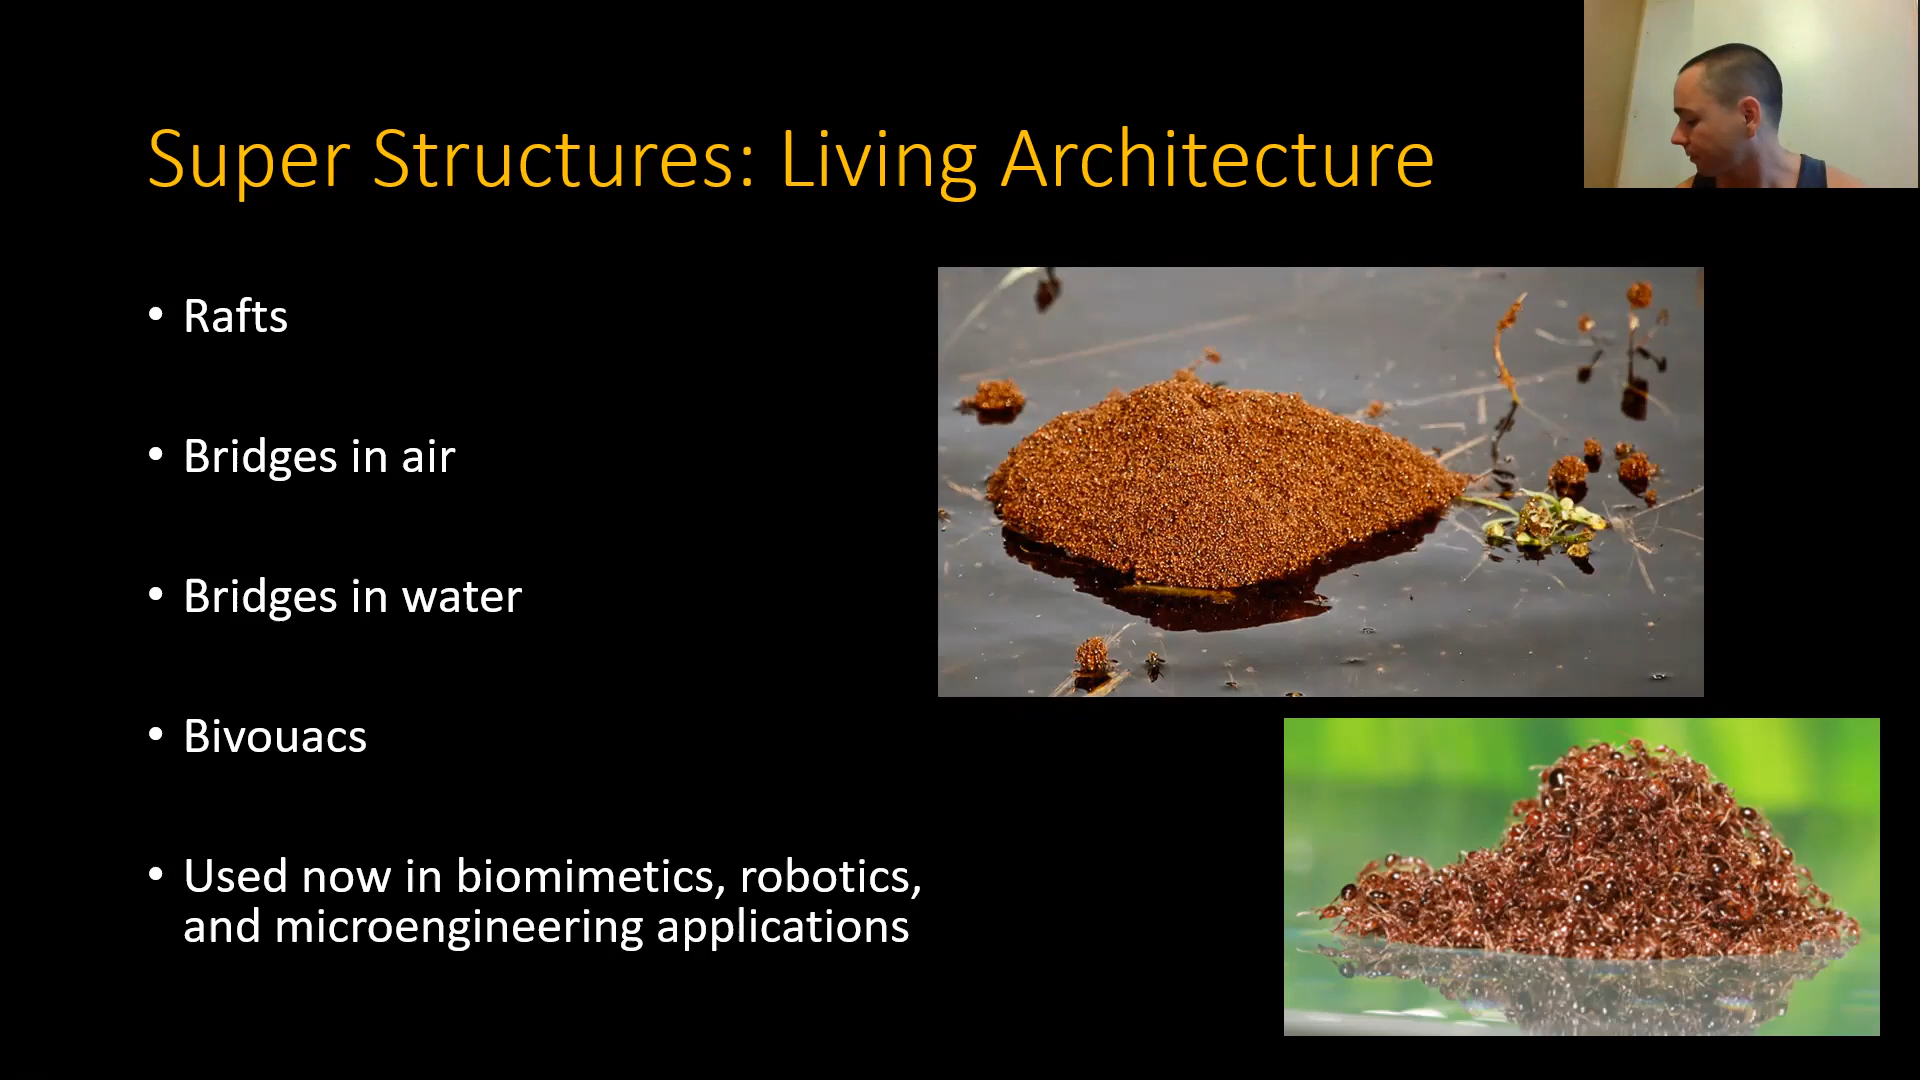 Super Structures: Living Architecture
• Rafts
• Bridges in air
• Bridges in water
• Bivouacs
• Used now in biomimetics, robotics,
and microengineering applications